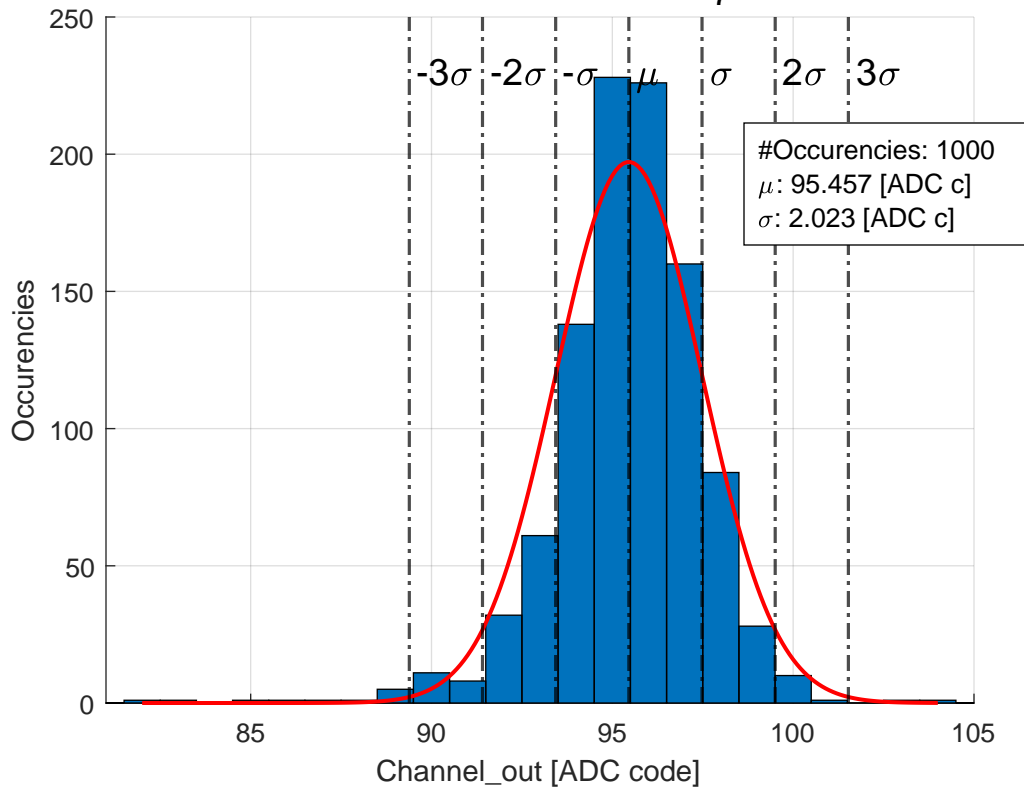 250
-3σ -2σ -σ μ σ 2σ 3σ
200
#Occurencies: 1000
μ: 95.457 [ADC c]
σ: 2.023 [ADC c]
150
100
50
0
Occurencies
85 90 95 100 105
Channel_out [ADC code]